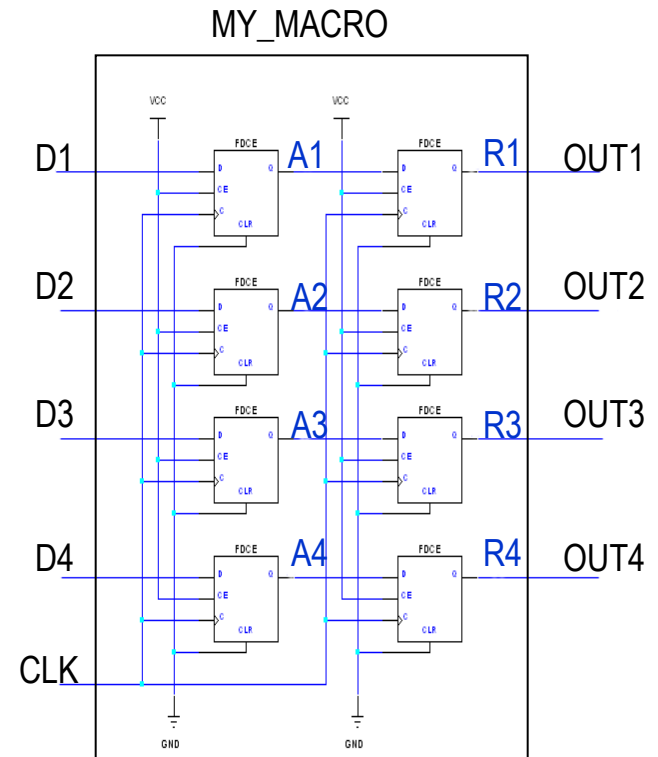 MY_MACRO
VCC VCC
FDCE FDCE
D1 A1 R1 OUT1
D Q D Q
CE CE
C C
CLR CLR
FDCE FDCE
D2 A2 R2 OUT2
D Q D Q
CE CE
C C
CLR CLR
FDCE FDCE
D3 A3 R3 OUT3
D Q D Q
CE CE
C C
CLR CLR
FDCE FDCE
D4 A4 R4 OUT4
D Q D Q
CE CE
C C
CLR CLR
CLK
GND GND